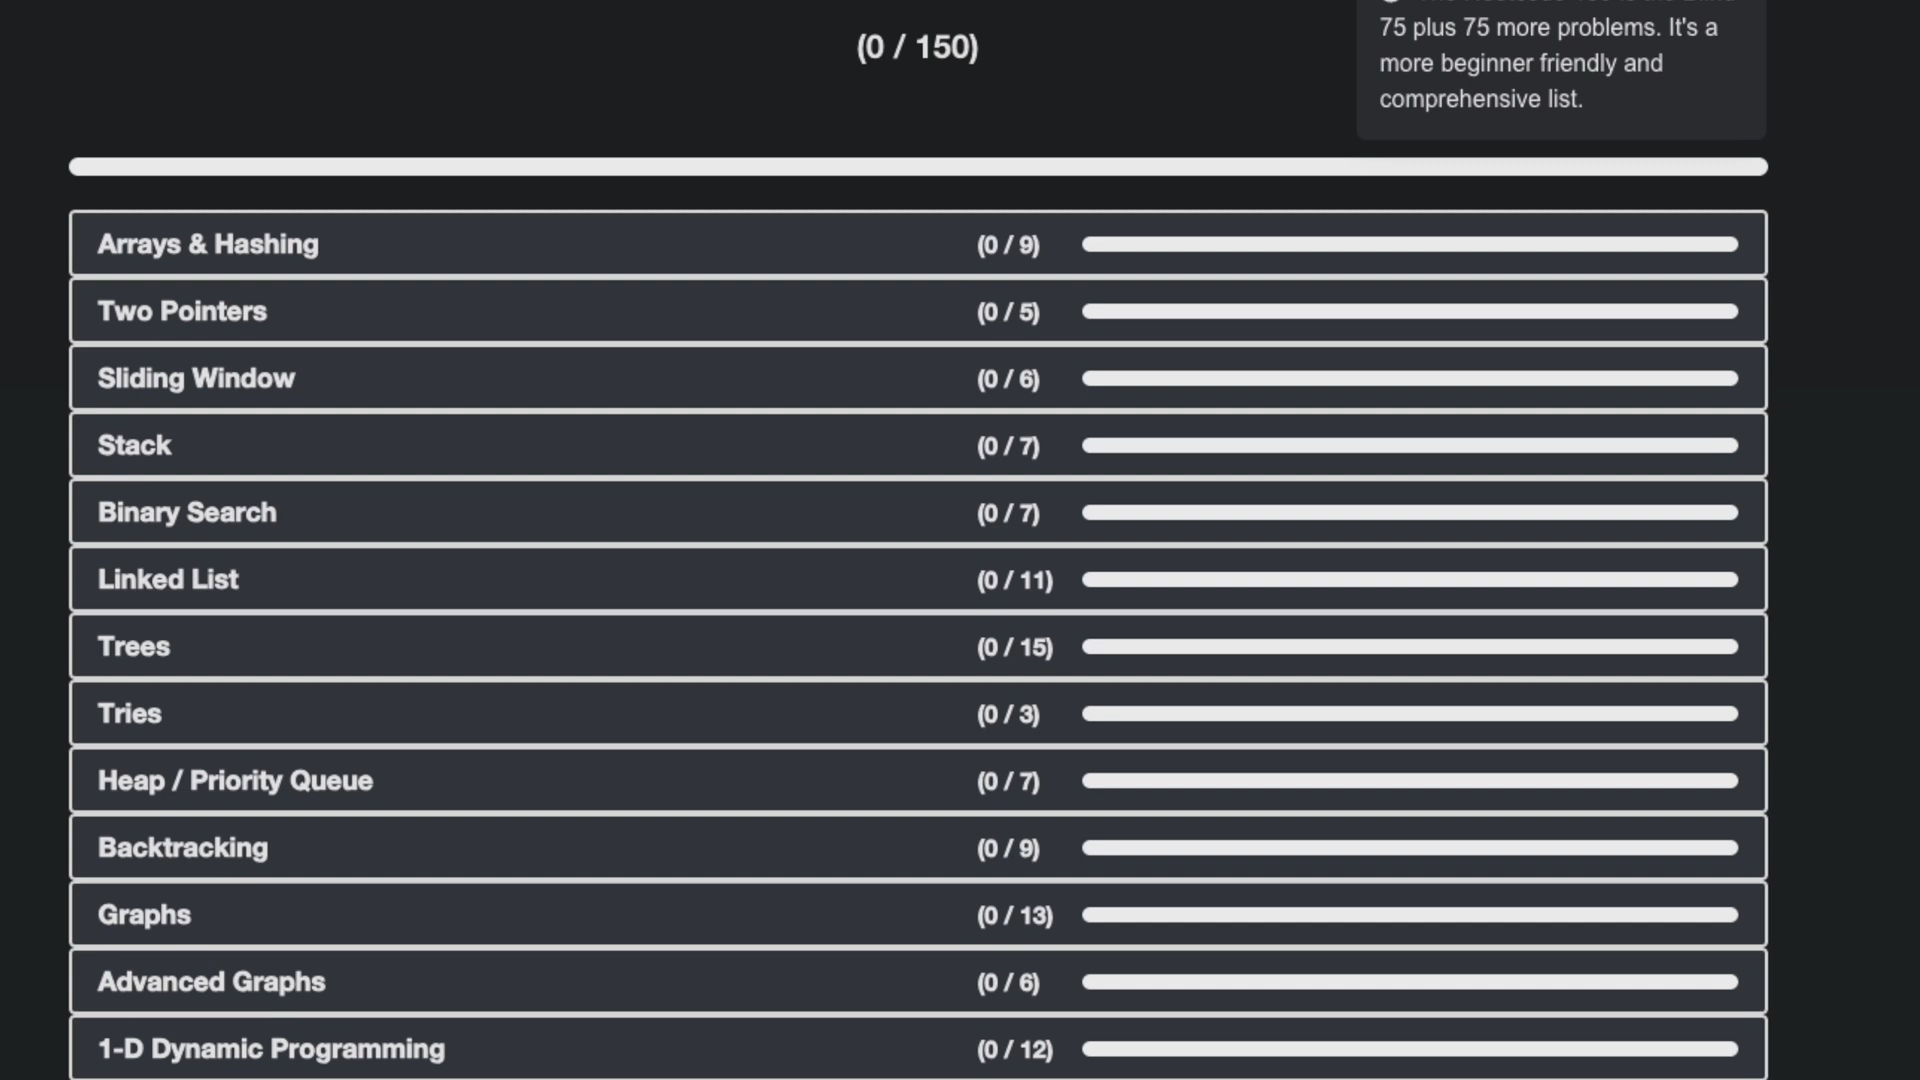 (0 / 150)
75 plus 75 more problems. It's a
more beginner friendly and
comprehensive list.
Arrays & Hashing (0 / 9)
Two Pointers (0 / 5)
Sliding Window (0 / 6)
Stack (0 / 7)
Binary Search (0 / 7)
Linked List (0 / 11)
Trees (0 / 15)
Tries (0 / 3)
Heap / Priority Queue (0 / 7)
Backtracking (0 / 9)
Graphs (0 / 13)
Advanced Graphs (0 / 6)
1-D Dynamic Programming (0 / 12)